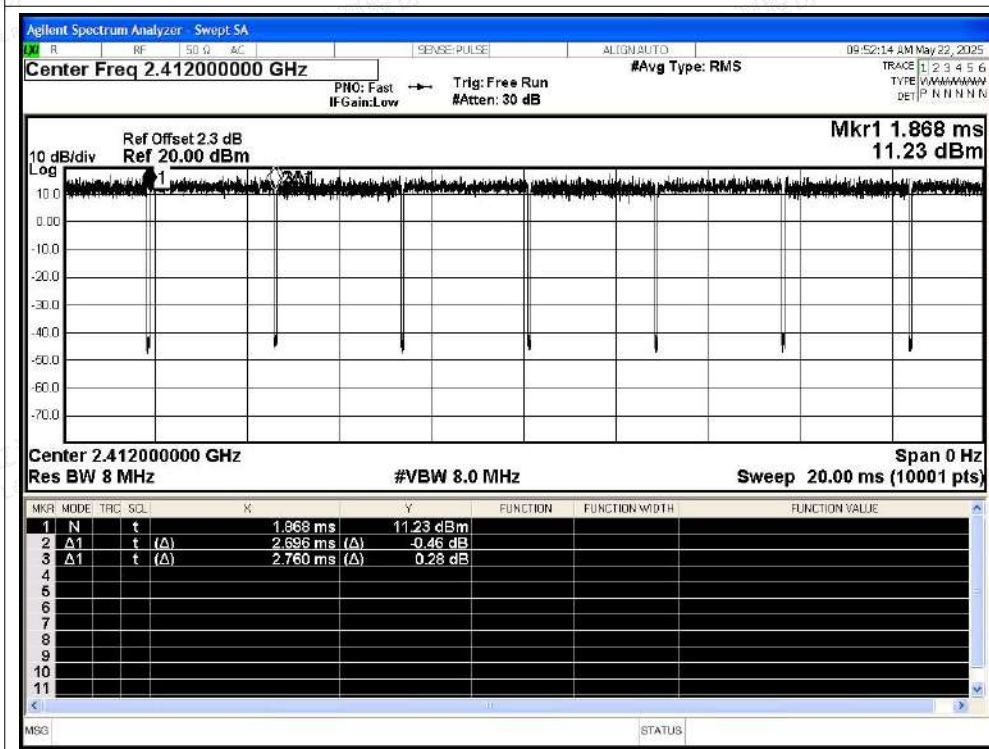 Agilent Spectrum Analyzer - Swept SA
LXI R RF 50 Ω AC SENSE:PULSE ALIGN AUTO 09:52:14 AM May 22, 2025
Center Freq 2.412000000 GHz #Avg Type: RMS TRACE 1 2 3 4 5 6
PNO: Fast Trig: Free Run TYPE
IFGain:Low #Atten: 30 dB DET P N N N N N
Mkr1 1.868 ms
11.23 dBm
Ref Offset 2.3 dB
10 dB/div Ref 20.00 dBm
Log
1
10.0
0.00
-10.0
-20.0
-30.0
-40.0
-50.0
-60.0
-70.0
Center 2.412000000 GHz Span 0 Hz
Res BW 8 MHz #VBW 8.0 MHz Sweep 20.00 ms (10001 pts)
MKR MODE TRC SCL X Y FUNCTION FUNCTION WIDTH FUNCTION VALUE
1 N t 1.868 ms 11.23 dBm
2 Δ1 t (Δ) 2.696 ms (Δ) -0.46 dB
3 Δ1 t (Δ) 2.760 ms (Δ) 0.28 dB
4
5
6
7
8
9
10
11
MSG STATUS